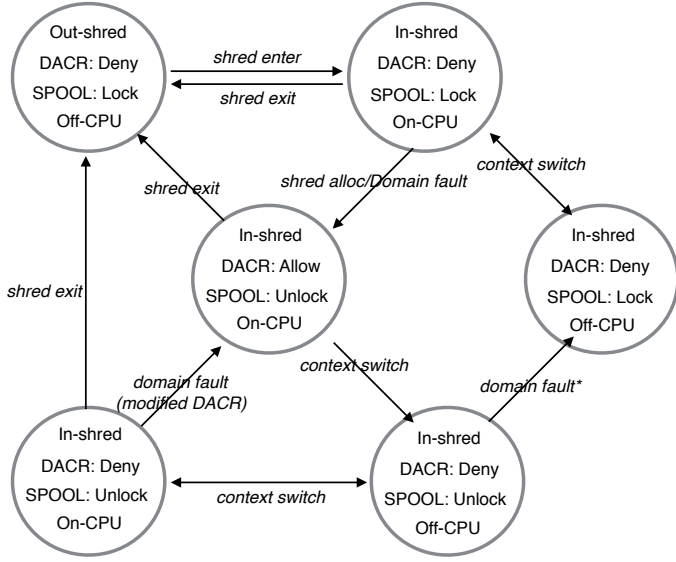 Out-shred
DACR: Deny
SPOOL: Lock
Off-CPU
shred enter
shred exit
In-shred
DACR: Deny
SPOOL: Lock
On-CPU
shred exit
shred alloc/Domain fault
context switch
In-shred
DACR: Allow
SPOOL: Unlock
On-CPU
In-shred
DACR: Deny
SPOOL: Lock
Off-CPU
shred exit
domain fault
(modified DACR)
context switch
domain fault*
In-shred
DACR: Deny
SPOOL: Unlock
On-CPU
context switch
In-shred
DACR: Deny
SPOOL: Unlock
Off-CPU